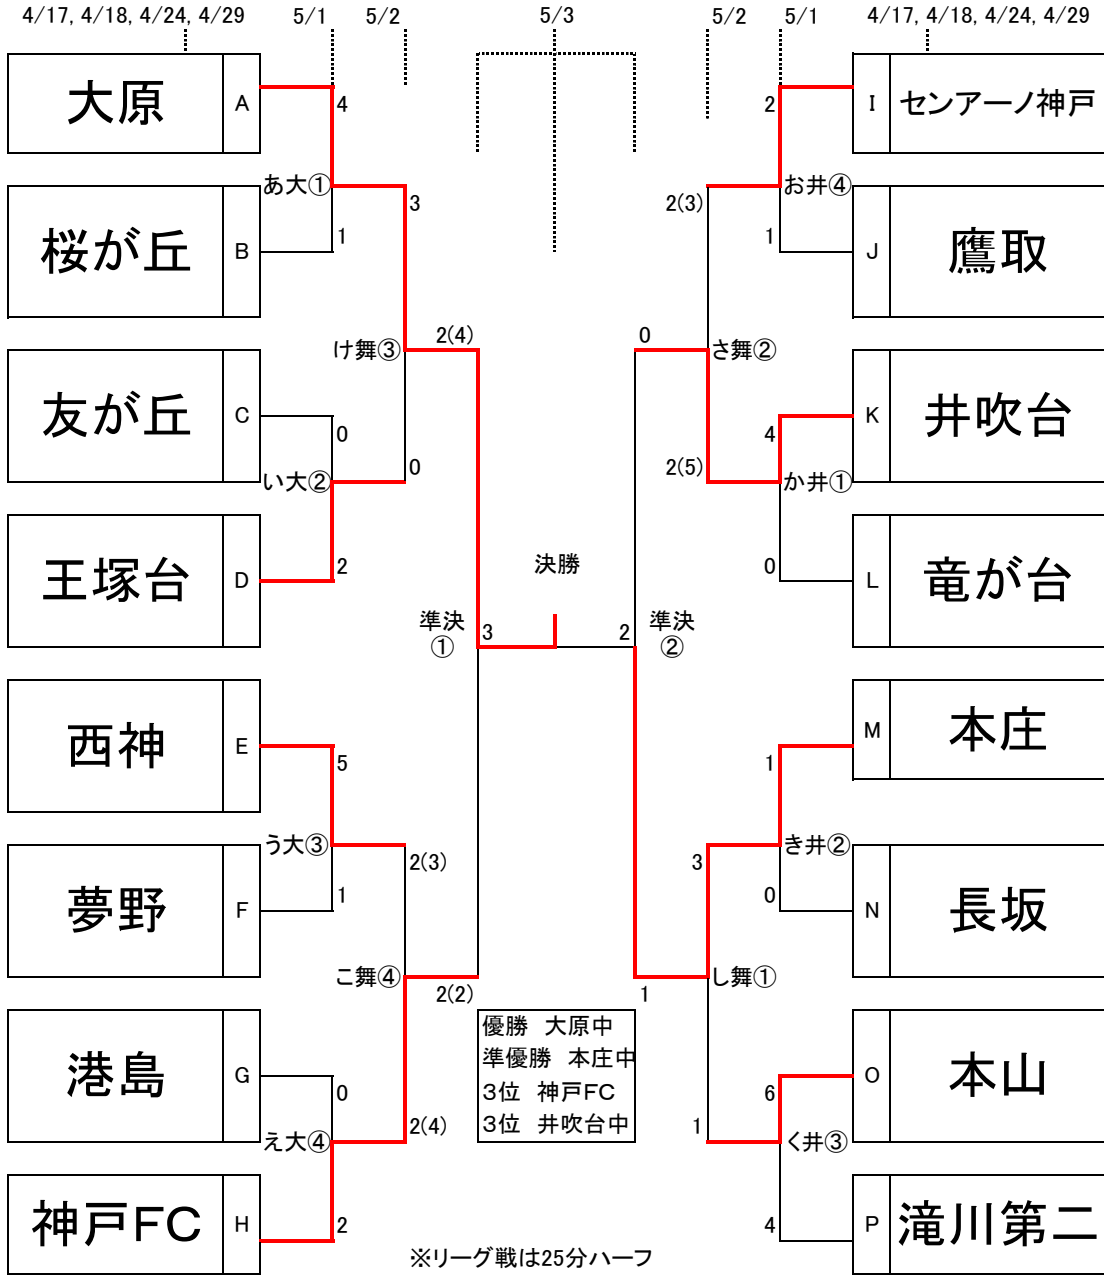 4/17, 4/18, 4/24, 4/29 5/1 5/2 5/3 5/2 5/1 4/17, 4/18, 4/24, 4/29
大原 A 4 2 I センアーノ神戸
あ大① 3 2(3) お井④
桜が丘 B 1 1 J 鷹取
け舞③ 2(4) 0 さ舞②
友が丘 C 0 4 K 井吹台
い大② 0 2(5) か井①
王塚台 D 2 決勝 0 L 竜が台
準決 3 2 準決
① ②
西神 E 5 1 M 本庄
う大③ 2(3) 3 き井②
夢野 F 1 0 N 長坂
こ舞④ 2(2) 1 し舞①
優勝 大原中
準優勝 本庄中
3位 神戸FC
3位 井吹台中
港島 G 0 6 O 本山
え大④ 2(4) 1 く井③
神戸FC H 2 4 P 滝川第二
※リーグ戦は25分ハーフ